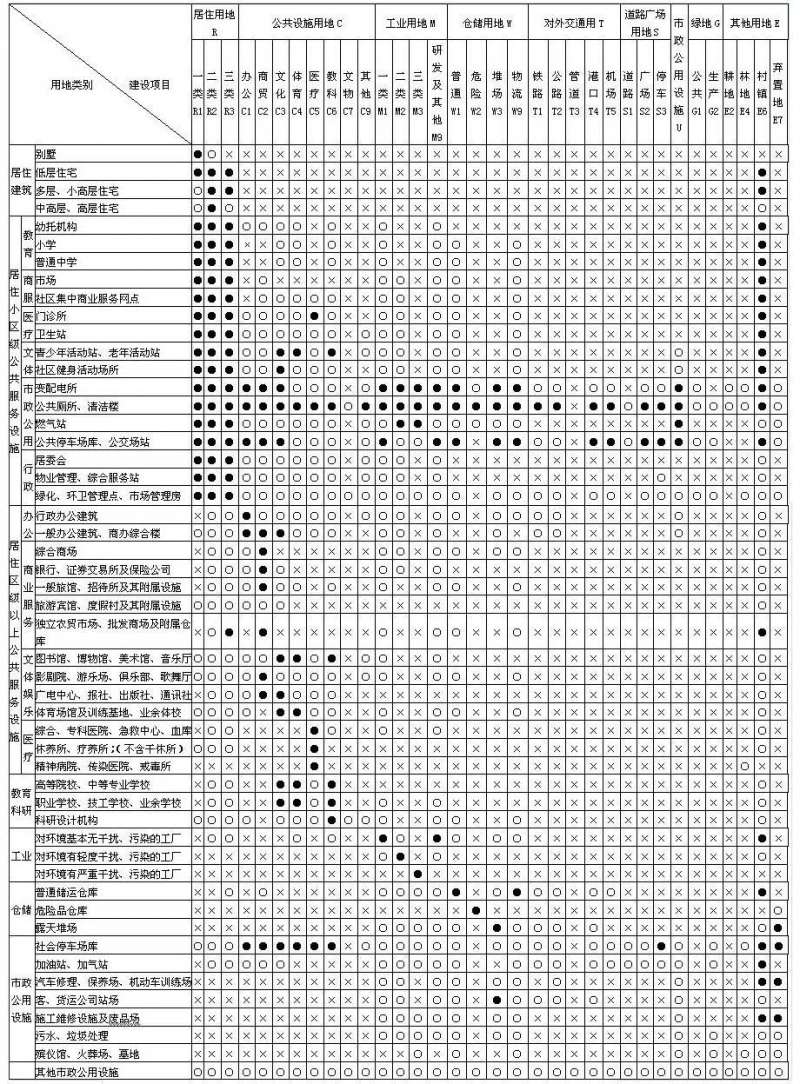 用地类别 建设项目
居住用地 R
公共设施用地 C
工业用地 M
仓储用地 W
对外交通用 T
道路广场用地 S
市政公用设施 U
绿地 G
其他用地 E
一类 R1
二类 R2
三类 R3
办公 C1
商贸 C2
文化 C3
体育 C4
医疗 C5
教科 C6
文物 C7
其他 C9
一类 M1
二类 M2
三类 M3
研发及其他 M9
普通 W1
危险 W2
堆场 W3
物流 W9
铁路 T1
公路 T2
管道 T3
港口 T4
机场 T5
道路 S1
广场 S2
停车 S3
公共 G1
生产 G2
耕地 E2
林地 E4
村镇 E6
弃置地 E7
居住建筑
别墅
低层住宅
多层、小高层住宅
中高层、高层住宅
居住小区级公共服务设施
教育
幼托机构
小学
普通中学
商服
市场
社区集中商业服务网点
医疗
门诊所
卫生站
文体
青少年活动站、老年活动站
社区健身活动场所
市政公用
变配电所
公共厕所、清洁楼
燃气站
公共停车场库、公交场站
行政
居委会
物业管理、综合服务站
绿化、环卫管理点、市场管理房
居住区级以上公共服务设施
办公
行政办公建筑
一般办公建筑、商办综合楼
商业服务
综合商场
银行、证券交易所及保险公司
一般旅馆、招待所及其附属设施
旅游宾馆、度假村及其附属设施
独立农贸市场、批发商场及附属仓库
文体娱乐
图书馆、博物馆、美术馆、音乐厅
影剧院、游乐场、俱乐部、歌舞厅
广电中心、报社、出版社、通讯社
体育场馆及训练基地、业余体校
医疗
综合、专科医院、急救中心、血库
休养所、疗养所;(不含干休所)
精神病院、传染医院、戒毒所
教育科研
高等院校、中等专业学校
职业学校、技工学校、业余学校
科研设计机构
工业
对环境基本无干扰、污染的工厂
对环境有轻度干扰、污染的工厂
对环境有严重干扰、污染的工厂
仓储
普通储运仓库
危险品仓库
露天堆场
市政公用设施
社会停车场库
加油站、加气站
汽车修理、保养场、机动车训练场
客、货运公司站场
施工维修设施及废品场
污水、垃圾处理
殡仪馆、火葬场、墓地
其他市政公用设施